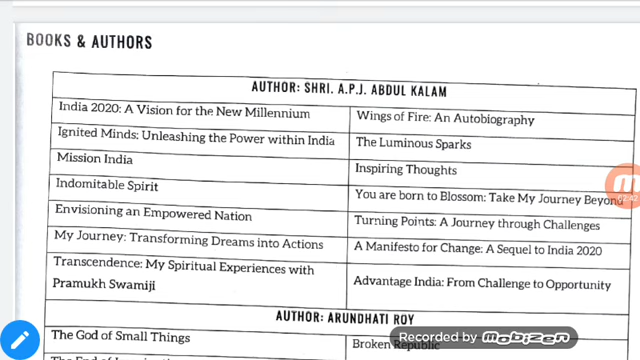 BOOKS & AUTHORS
AUTHOR: SHRI. A.P.J. ABDUL KALAM
India 2020: A Vision for the New Millennium
Wings of Fire: An Autobiography
Ignited Minds: Unleashing the Power within India
The Luminous Sparks
Mission India
Inspiring Thoughts
Indomitable Spirit
You are born to Blossom: Take My Journey Beyon
Envisioning an Empowered Nation
Turning Points: A Journey through Challenges
My Journey: Transforming Dreams into Actions
A Manifesto for Change: A Sequel to India 2020
Transcendence: My Spiritual Experiences with
Pramukh Swamiji
Advantage India: From Challenge to Opportunity
AUTHOR: ARUNDHATI ROY
The God of Small Things
Broken Republic
02:42
Recorded by mobizen